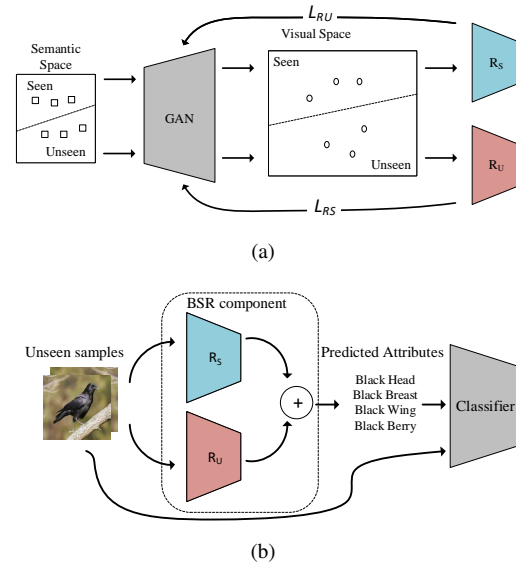 L_RU
Semantic
Space
Visual Space
Seen
Seen
R_S
GAN
Unseen
Unseen
R_U
L_RS
(a)
BSR component
Unseen samples
R_S
Predicted Attributes
Black Head
Black Breast
Black Wing
Black Berry
+
Classifier
R_U
(b)